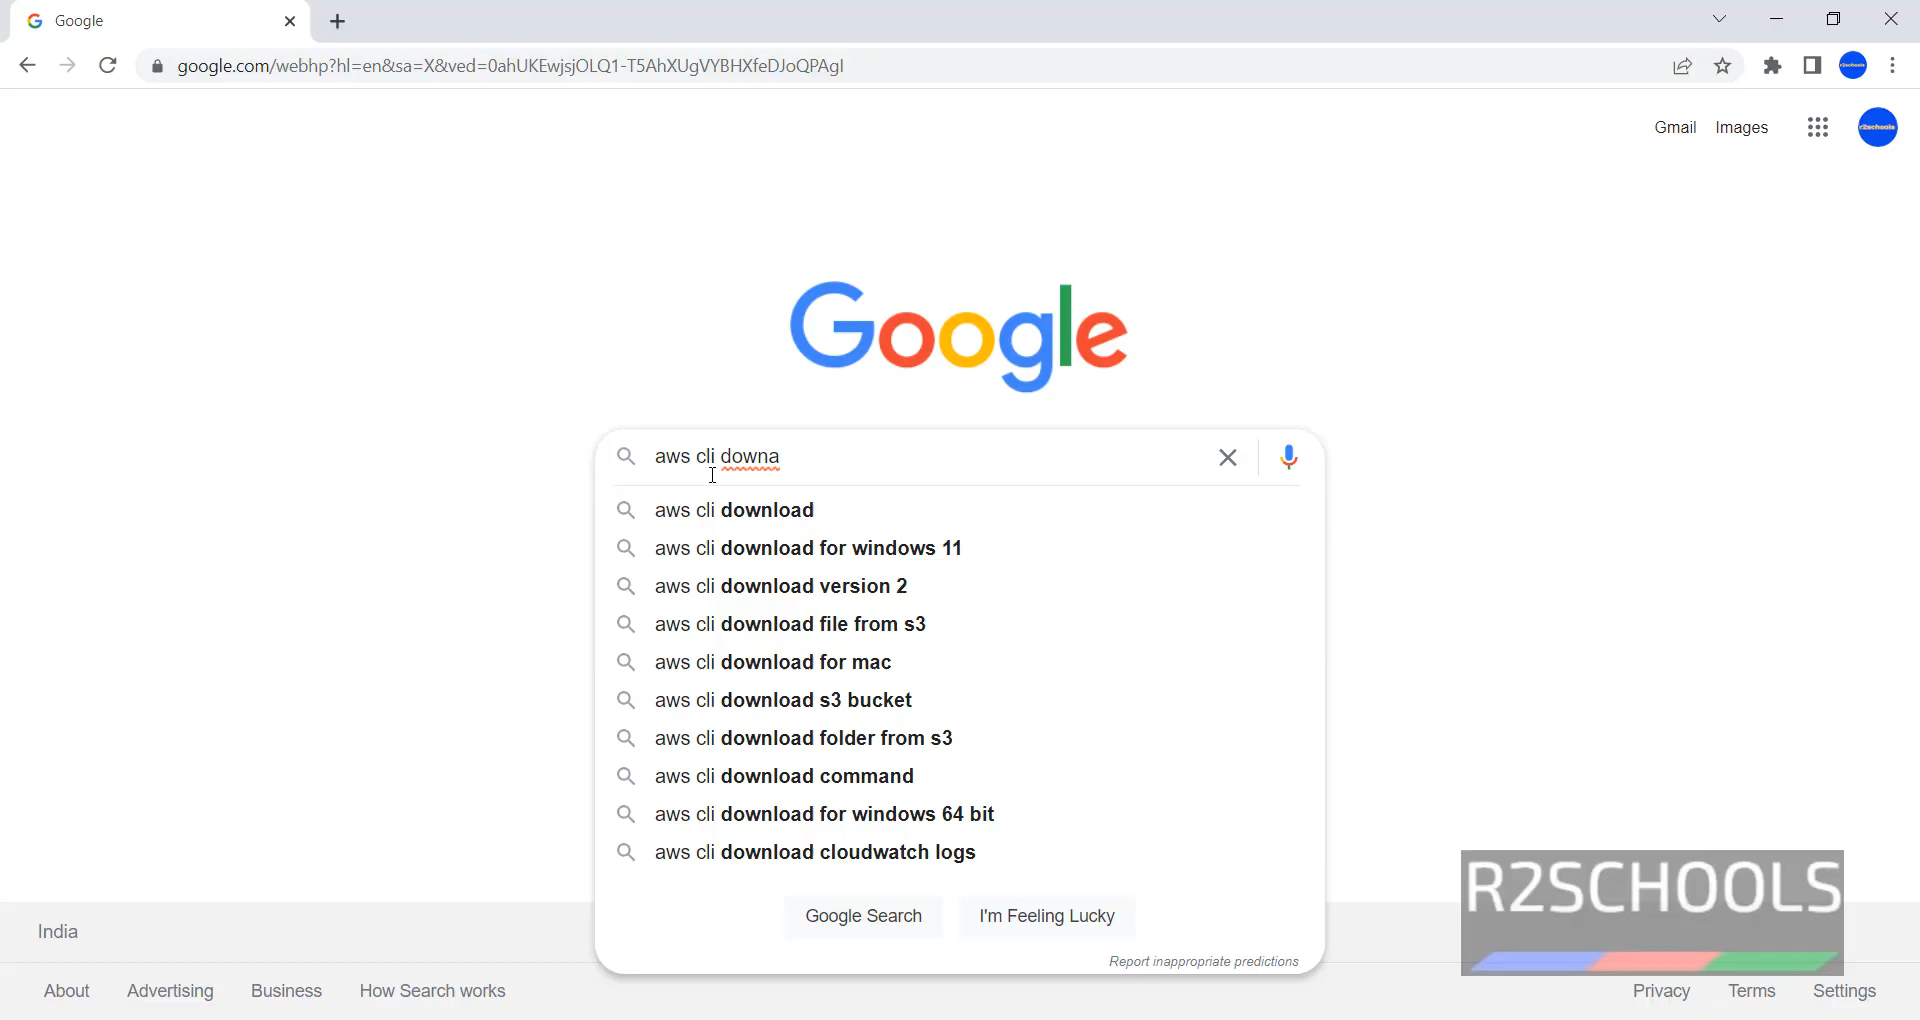 Google
google.com/webhp?hl=en&sa=X&ved=0ahUKEwjsjOLQ1-T5AhXUgVYBHXfeDJoQPAgI
r2schools
Gmail Images
r2schools
Google
aws cli downa
aws cli download
aws cli download for windows 11
aws cli download version 2
aws cli download file from s3
aws cli download for mac
aws cli download s3 bucket
aws cli download folder from s3
aws cli download command
aws cli download for windows 64 bit
aws cli download cloudwatch logs
Google Search I'm Feeling Lucky
Report inappropriate predictions
R2SCHOOLS
India
About Advertising Business How Search works
Privacy Terms Settings